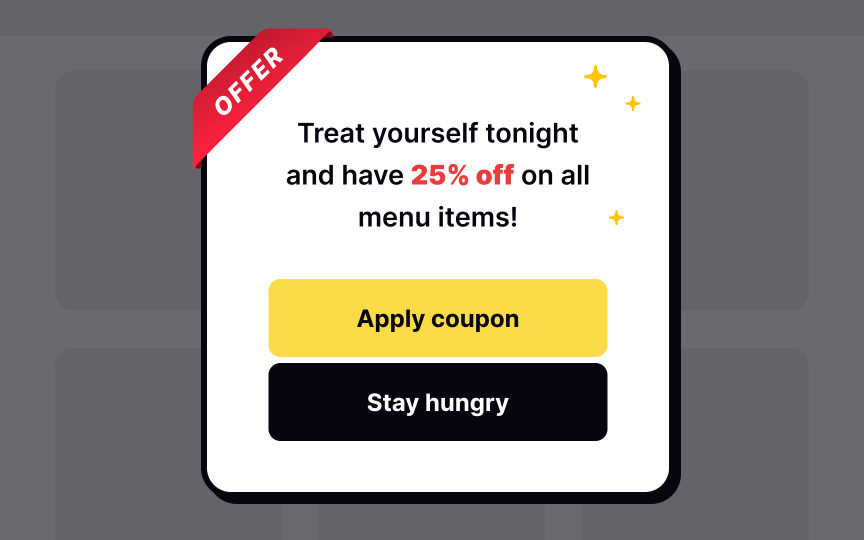 OFFER
Treat yourself tonight
and have 25% off on all
menu items!
Apply coupon
Stay hungry